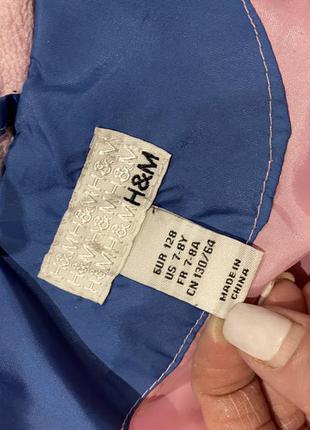 H&M
H&M H&M H&M
H&M H&M H&M
H&M H&M H&M
H&M H&M H&M
EUR 128
US 7-8Y
FR 7-8A
CN 130/64
MADE IN
CHINA